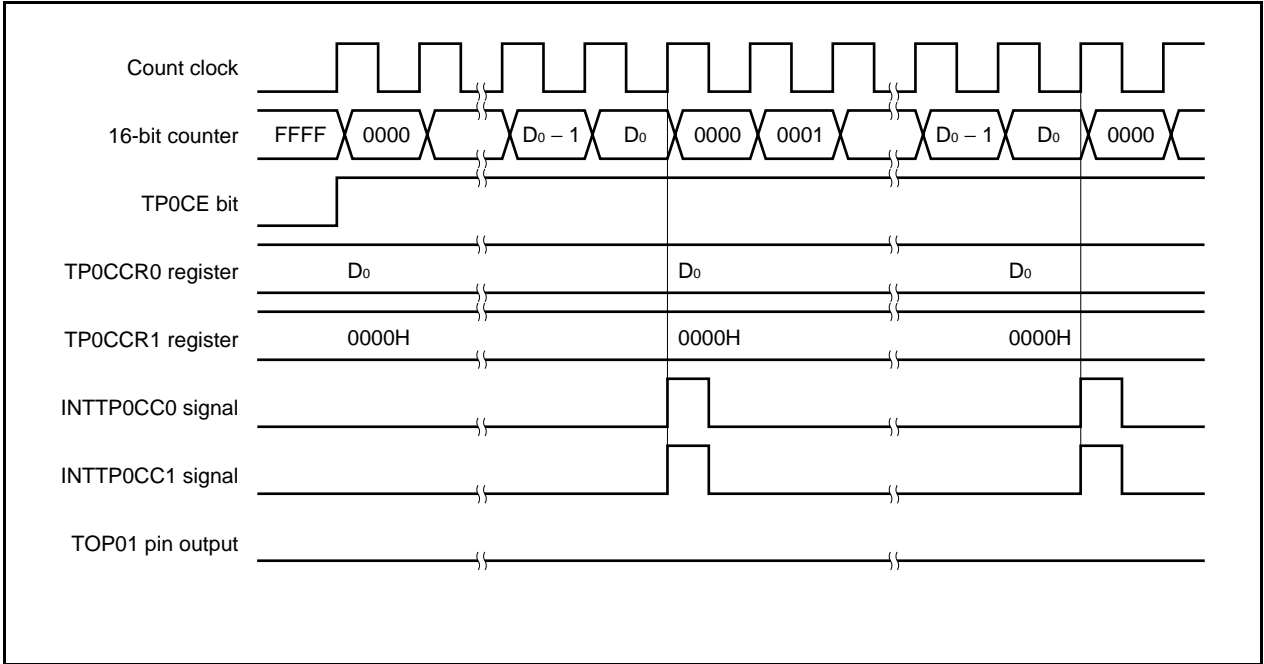 Count clock
16-bit counter FFFF 0000 D0 – 1 D0 0000 0001 D0 – 1 D0 0000
TP0CE bit
TP0CCR0 register D0 D0 D0
TP0CCR1 register 0000H 0000H 0000H
INTTP0CC0 signal
INTTP0CC1 signal
TOP01 pin output